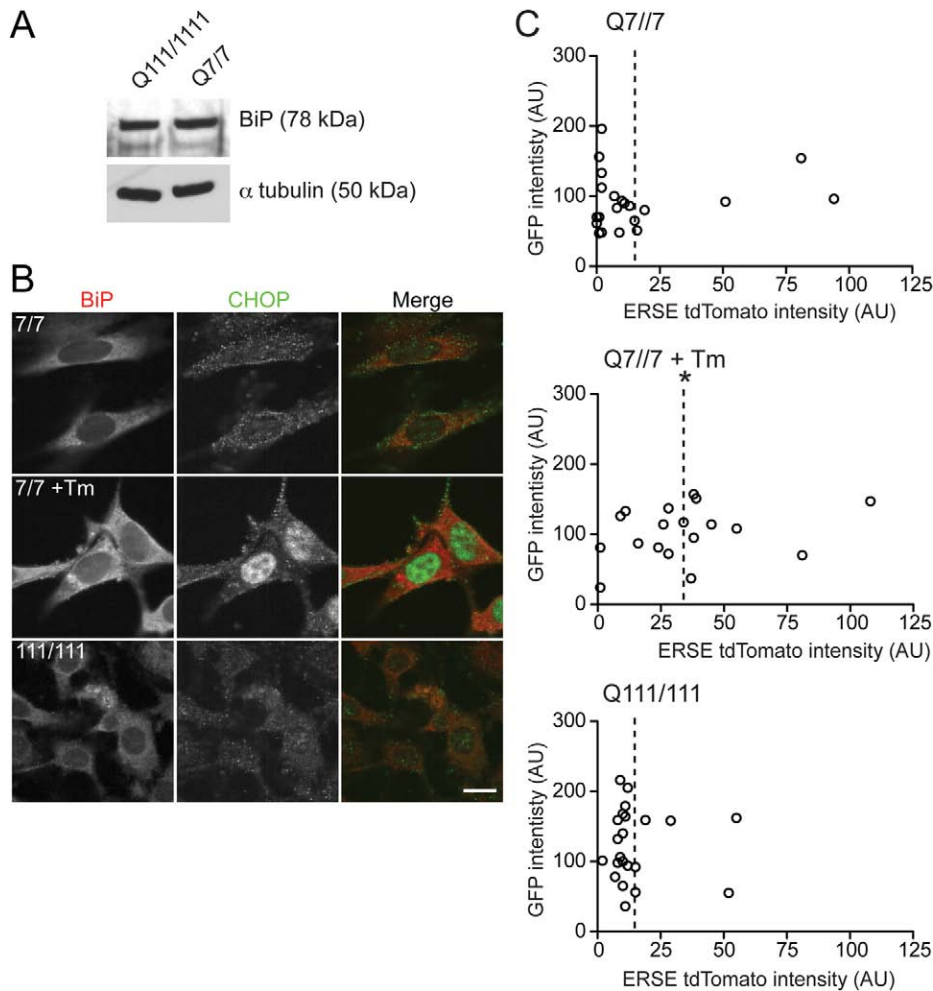 A
Q111/1111
Q7/7
BiP (78 kDa)
α tubulin (50 kDa)
B
BiP
CHOP
Merge
7/7
7/7 +Tm
111/111
C
Q7//7
300
200
100
0
GFP intentisty (AU)
0 25 50 75 100 125
ERSE tdTomato intensity (AU)
Q7//7 + Tm
*
300
200
100
0
GFP intentisty (AU)
0 25 50 75 100 125
ERSE tdTomato intensity (AU)
Q111/111
300
200
100
0
GFP intentisty (AU)
0 25 50 75 100 125
ERSE tdTomato intensity (AU)